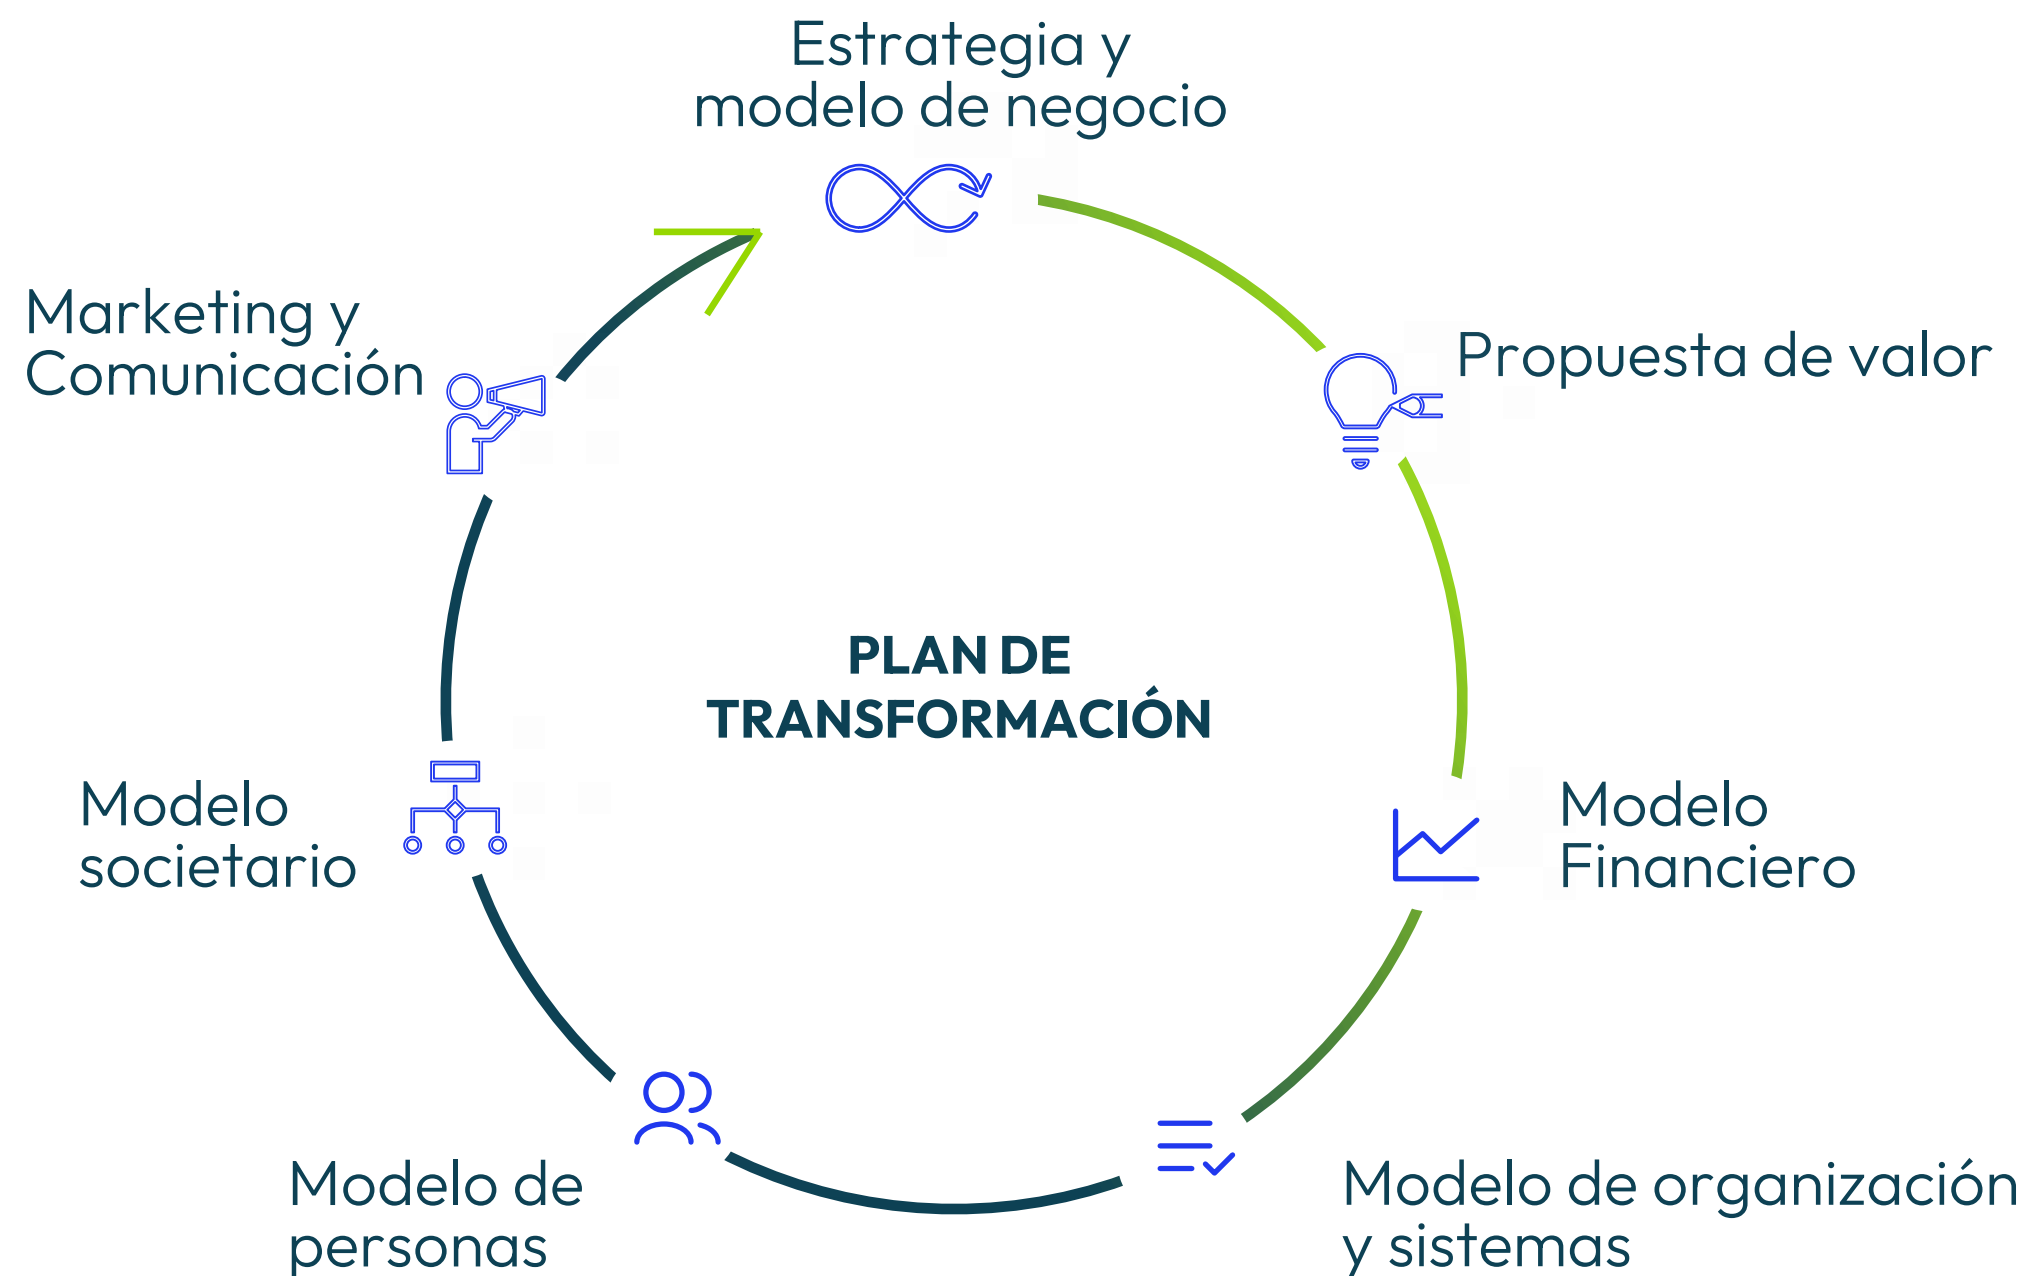 Estrategia y
modelo de negocio
Propuesta de valor
Modelo
Financiero
Modelo de organización
y sistemas
Modelo de
personas
Modelo
societario
Marketing y
Comunicación
PLAN DE
TRANSFORMACIÓN